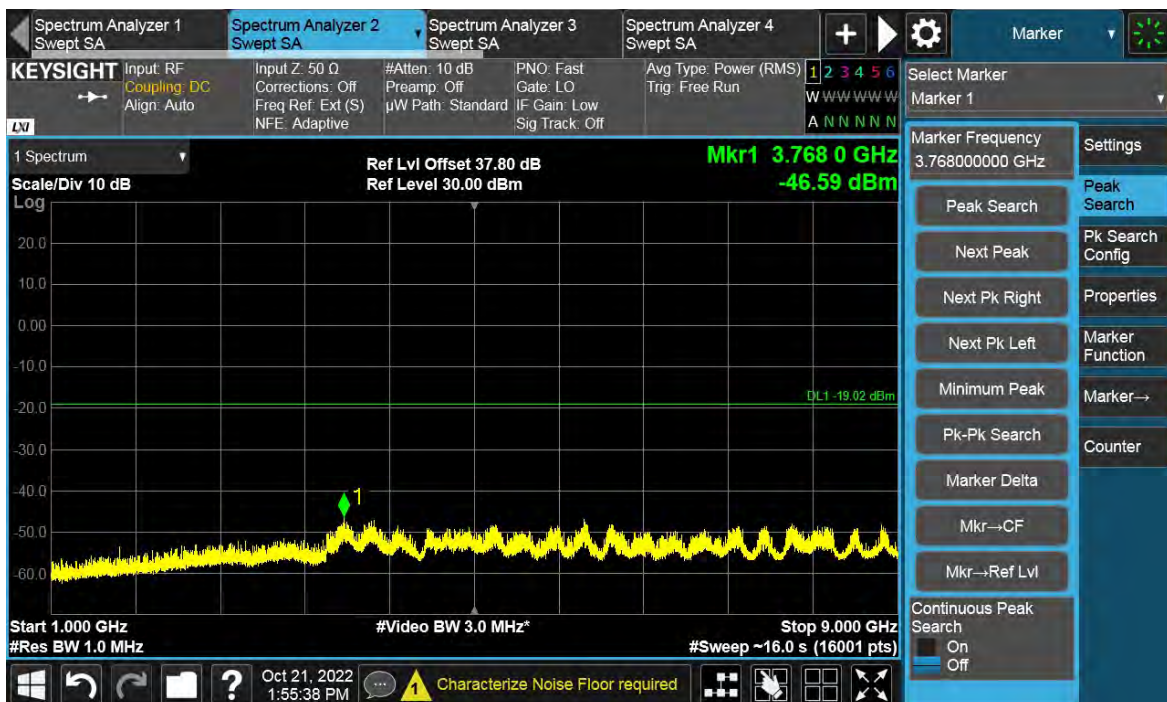 Spectrum Analyzer 1
Swept SA
Spectrum Analyzer 2
Swept SA
Spectrum Analyzer 3
Swept SA
Spectrum Analyzer 4
Swept SA
+
Marker
KEYSIGHT
LXI
Input: RF
Coupling: DC
Align: Auto
Input Z: 50 Ω
Corrections: Off
Freq Ref: Ext (S)
NFE: Adaptive
#Atten: 10 dB
Preamp: Off
µW Path: Standard
PNO: Fast
Gate: LO
IF Gain: Low
Sig Track: Off
Avg Type: Power (RMS)
Trig: Free Run
1 2 3 4 5 6
W W W W W W
A N N N N N
Select Marker
Marker 1
1 Spectrum
Scale/Div 10 dB
Log
Ref Lvl Offset 37.80 dB
Ref Level 30.00 dBm
Mkr1 3.768 0 GHz
-46.59 dBm
20.0
10.0
0.00
-10.0
-20.0
-30.0
-40.0
-50.0
-60.0
DL1 -19.02 dBm
1
Start 1.000 GHz
#Res BW 1.0 MHz
#Video BW 3.0 MHz*
Stop 9.000 GHz
#Sweep ~16.0 s (16001 pts)
Marker Frequency
3.768000000 GHz
Peak Search
Next Peak
Next Pk Right
Next Pk Left
Minimum Peak
Pk-Pk Search
Marker Delta
Mkr→CF
Mkr→Ref Lvl
Continuous Peak
Search
On
Off
Settings
Peak
Search
Pk Search
Config
Properties
Marker
Function
Marker→
Counter
?
Oct 21, 2022
1:55:38 PM
1
Characterize Noise Floor required